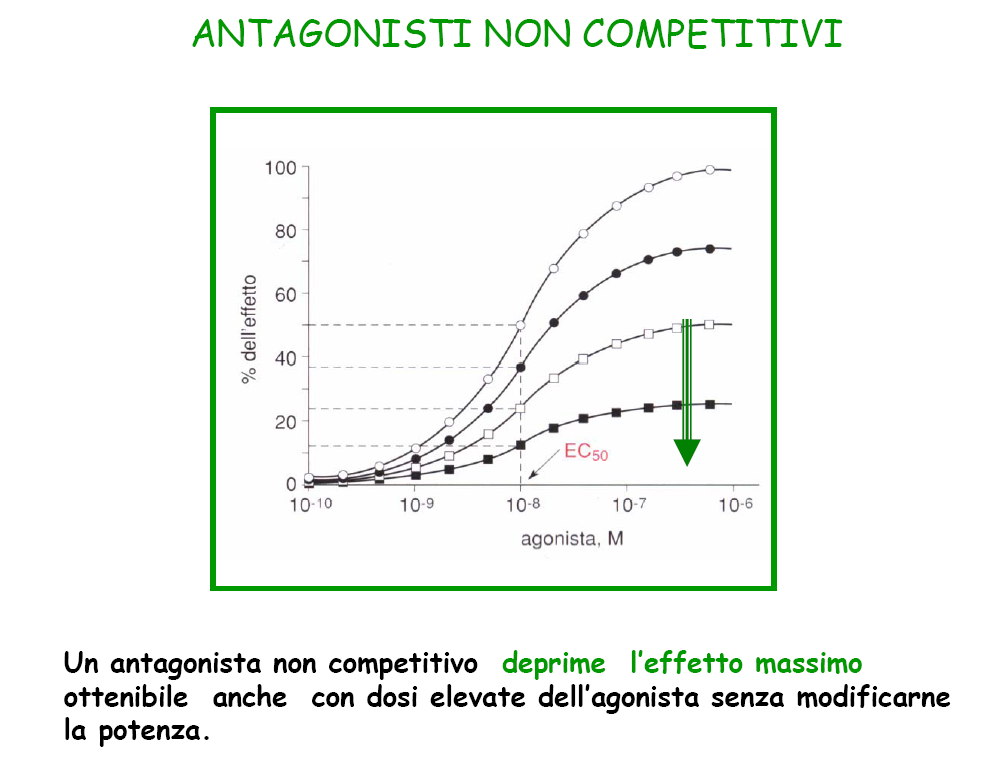 ANTAGONISTI NON COMPETITIVI
100
80
60
40
20
0
% dell'effetto
EC50
10-10
10-9
10-8
10-7
10-6
agonista, M
Un antagonista non competitivo deprime l'effetto massimo
ottenibile anche con dosi elevate dell'agonista senza modificarne
la potenza.